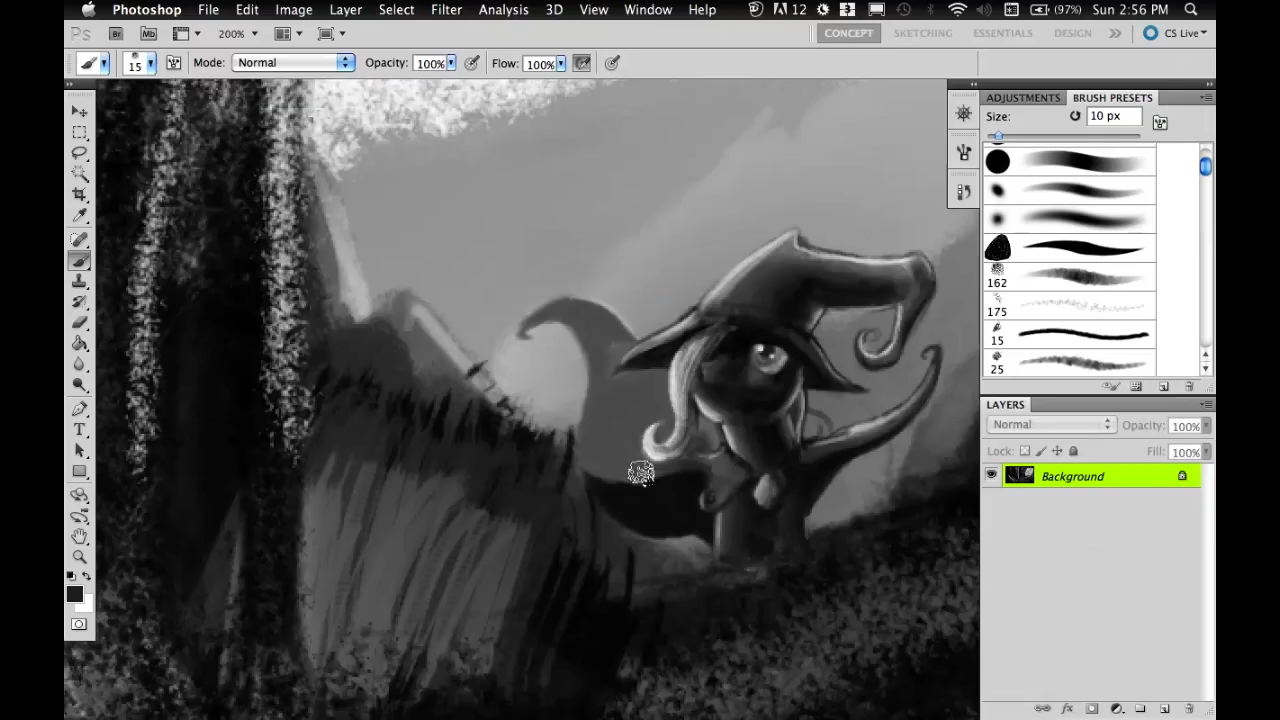 Photoshop File Edit Image Layer Select Filter Analysis 3D View Window Help 12 (97%) Sun 2:56 PM
Ps Br Mb 200% CONCEPT SKETCHING ESSENTIALS DESIGN CS Live
15 Mode: Normal Opacity: 100% Flow: 100%
ADJUSTMENTS BRUSH PRESETS
Size: 10 px
162
175
15
25
LAYERS
Normal Opacity: 100%
Lock: Fill: 100%
Background
fx